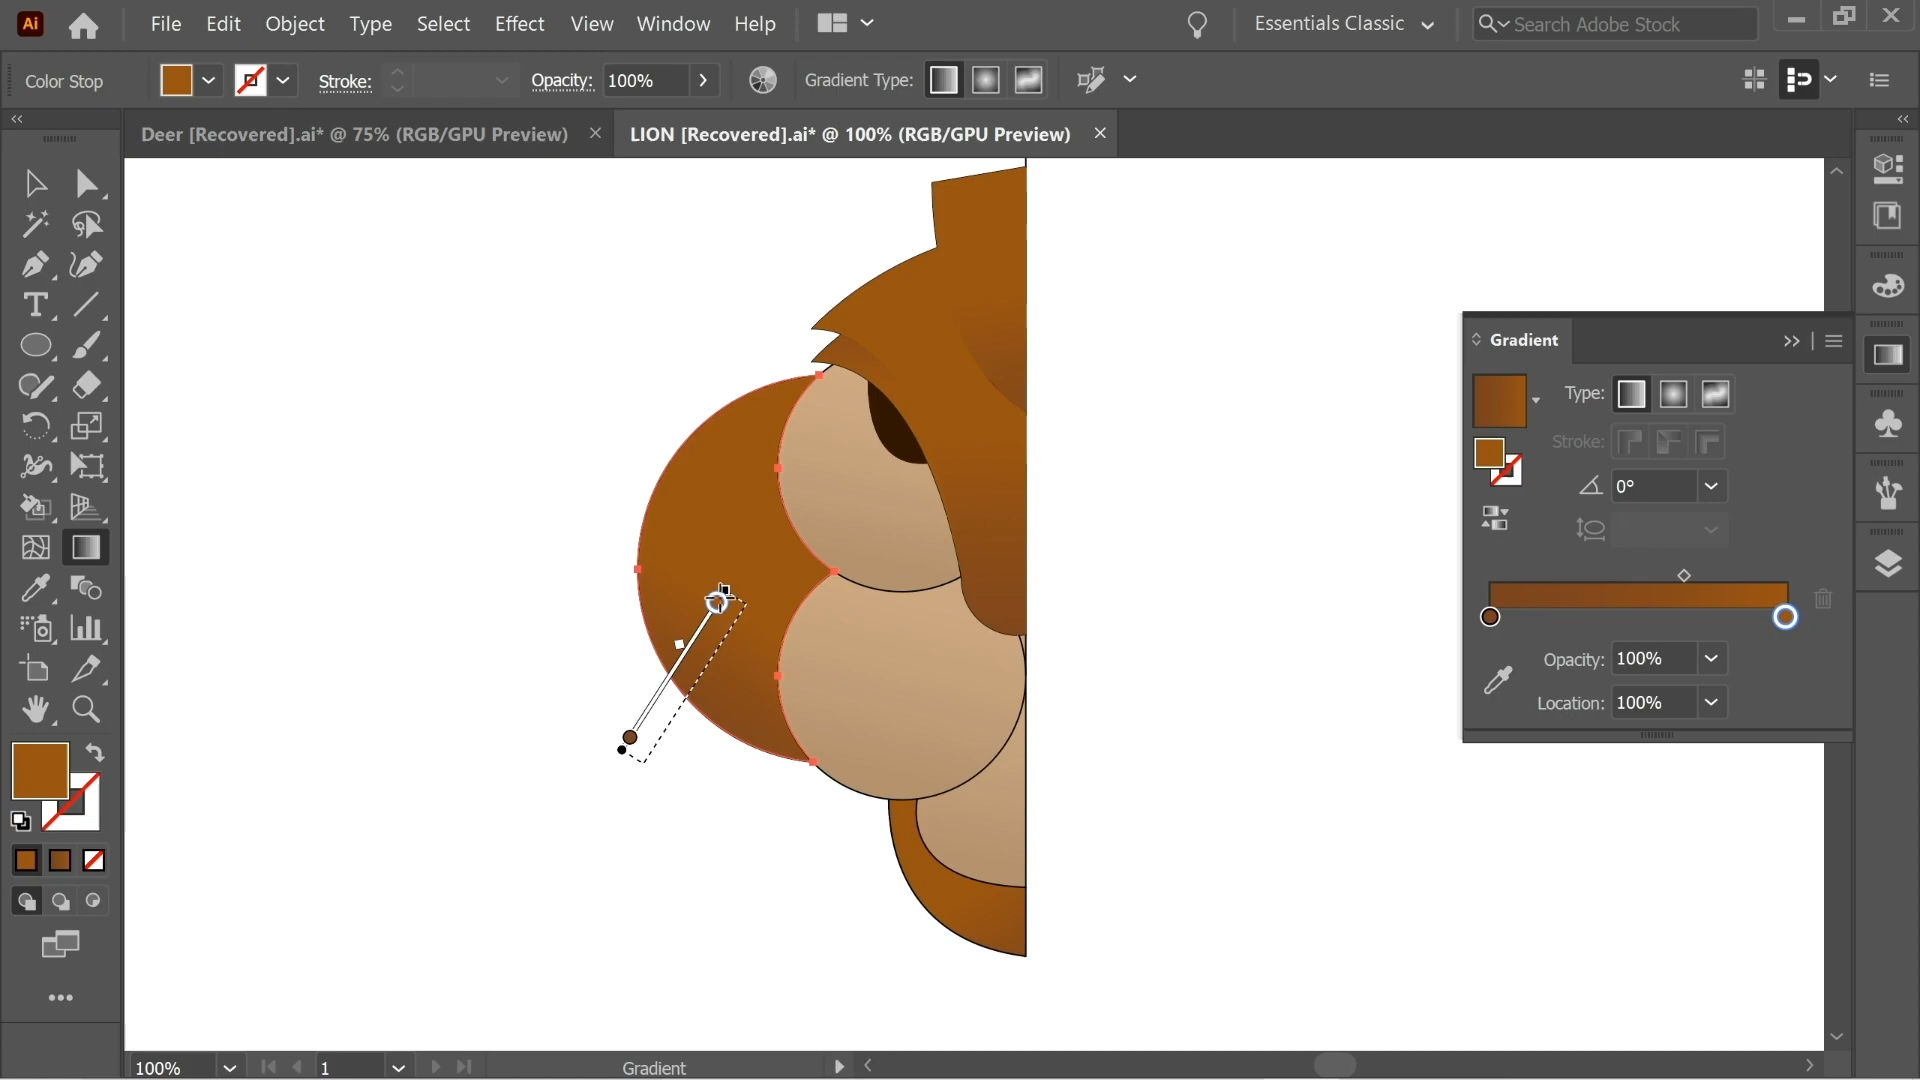 Ai File Edit Object Type Select Effect View Window Help Essentials Classic Search Adobe Stock
Color Stop Stroke: Opacity: 100% Gradient Type:
Deer [Recovered].ai* @ 75% (RGB/GPU Preview) LION [Recovered].ai* @ 100% (RGB/GPU Preview)
Gradient
Type:
Stroke:
0°
Opacity: 100%
Location: 100%
100% 1 Gradient